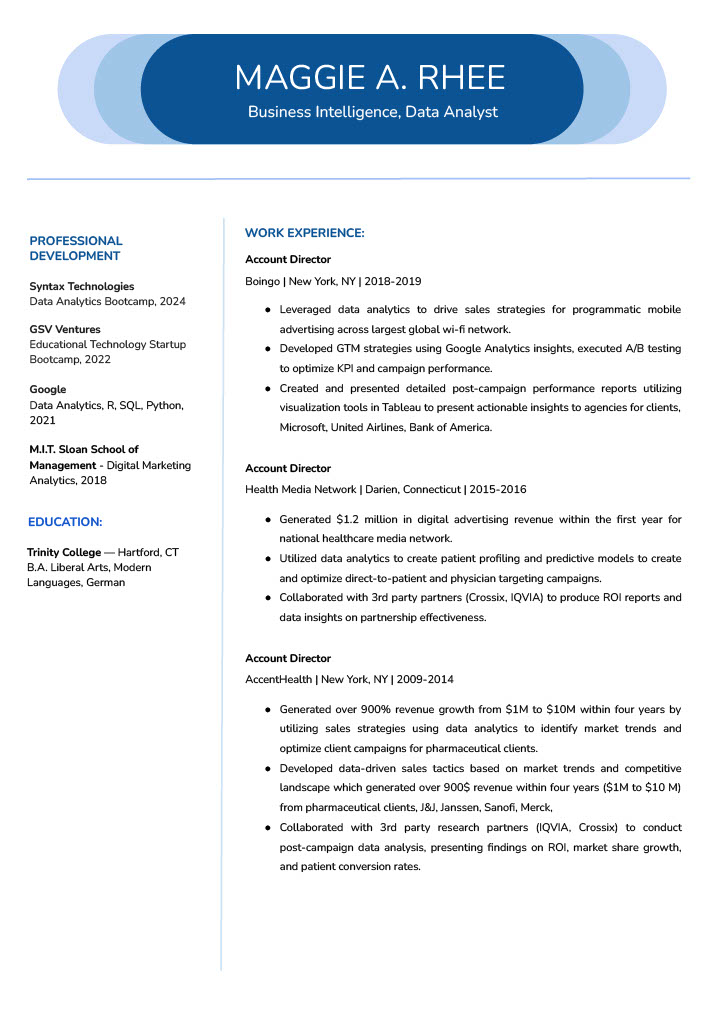 MAGGIE A. RHEE
Business Intelligence, Data Analyst
PROFESSIONAL
DEVELOPMENT
Syntax Technologies
Data Analytics Bootcamp, 2024
GSV Ventures
Educational Technology Startup
Bootcamp, 2022
Google
Data Analytics, R, SQL, Python,
2021
M.I.T. Sloan School of
Management - Digital Marketing
Analytics, 2018
EDUCATION:
Trinity College — Hartford, CT
B.A. Liberal Arts, Modern
Languages, German
WORK EXPERIENCE:
Account Director
Boingo | New York, NY | 2018-2019
● Leveraged data analytics to drive sales strategies for programmatic mobile
advertising across largest global wi-fi network.
● Developed GTM strategies using Google Analytics insights, executed A/B testing
to optimize KPI and campaign performance.
● Created and presented detailed post-campaign performance reports utilizing
visualization tools in Tableau to present actionable insights to agencies for clients,
Microsoft, United Airlines, Bank of America.
Account Director
Health Media Network | Darien, Connecticut | 2015-2016
● Generated $1.2 million in digital advertising revenue within the first year for
national healthcare media network.
● Utilized data analytics to create patient profiling and predictive models to create
and optimize direct-to-patient and physician targeting campaigns.
● Collaborated with 3rd party partners (Crossix, IQVIA) to produce ROI reports and
data insights on partnership effectiveness.
Account Director
AccentHealth | New York, NY | 2009-2014
● Generated over 900% revenue growth from $1M to $10M within four years by
utilizing sales strategies using data analytics to identify market trends and
optimize client campaigns for pharmaceutical clients.
● Developed data-driven sales tactics based on market trends and competitive
landscape which generated over 900$ revenue within four years ($1M to $10 M)
from pharmaceutical clients, J&J, Janssen, Sanofi, Merck,
● Collaborated with 3rd party research partners (IQVIA, Crossix) to conduct
post-campaign data analysis, presenting findings on ROI, market share growth,
and patient conversion rates.